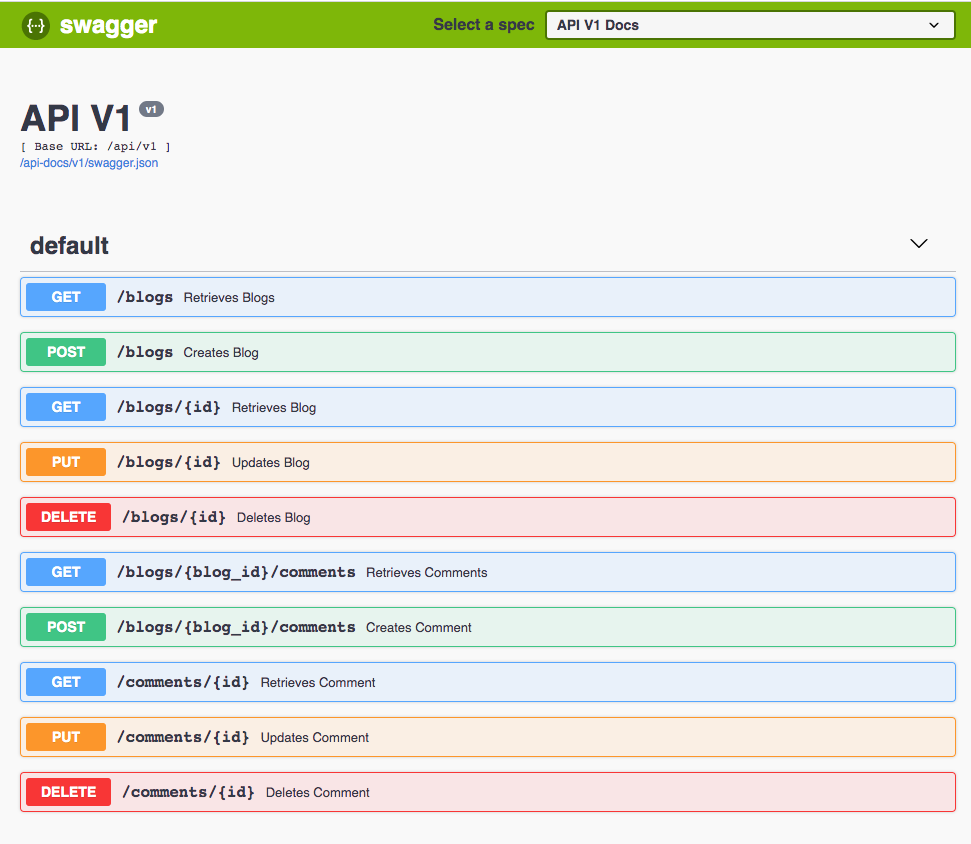 {···} swagger Select a spec API V1 Docs
API V1 v1
[ Base URL: /api/v1 ]
/api-docs/v1/swagger.json
default
GET /blogs Retrieves Blogs
POST /blogs Creates Blog
GET /blogs/{id} Retrieves Blog
PUT /blogs/{id} Updates Blog
DELETE /blogs/{id} Deletes Blog
GET /blogs/{blog_id}/comments Retrieves Comments
POST /blogs/{blog_id}/comments Creates Comment
GET /comments/{id} Retrieves Comment
PUT /comments/{id} Updates Comment
DELETE /comments/{id} Deletes Comment